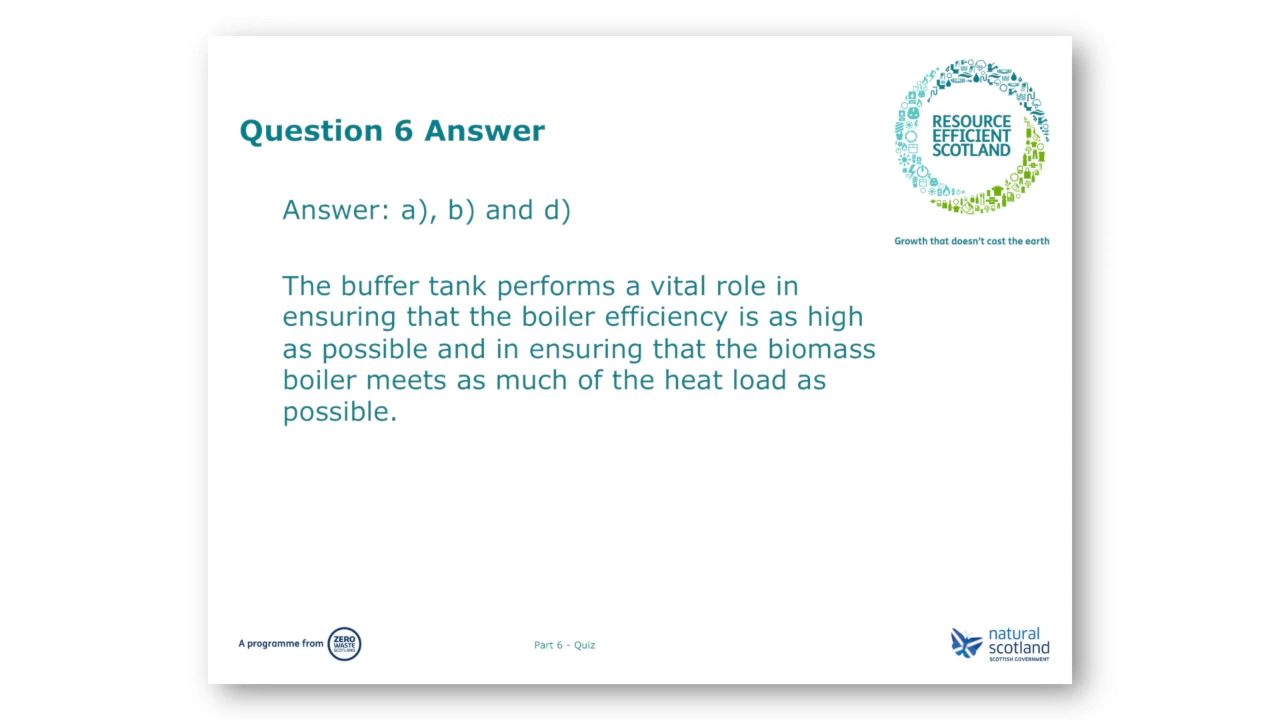 Question 6 Answer
RESOURCE
EFFICIENT
SCOTLAND
Growth that doesn't cost the earth
Answer: a), b) and d)
The buffer tank performs a vital role in
ensuring that the boiler efficiency is as high
as possible and in ensuring that the biomass
boiler meets as much of the heat load as
possible.
A programme from
ZERO
WASTE
SCOTLAND
Part 6 - Quiz
natural
scotland
SCOTTISH GOVERNMENT